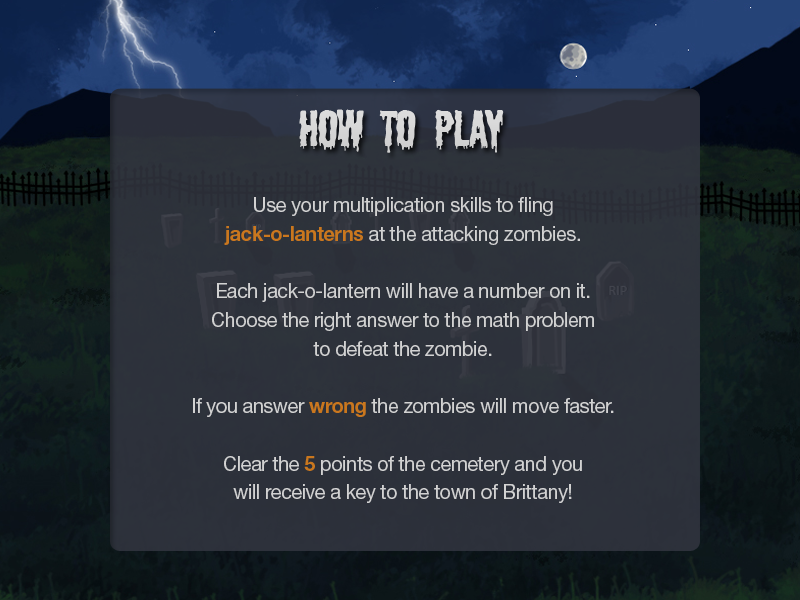 HOW TO PLAY
Use your multiplication skills to fling
jack-o-lanterns at the attacking zombies.
Each jack-o-lantern will have a number on it.
Choose the right answer to the math problem
to defeat the zombie.
If you answer wrong the zombies will move faster.
Clear the 5 points of the cemetery and you
will receive a key to the town of Brittany!
RIP